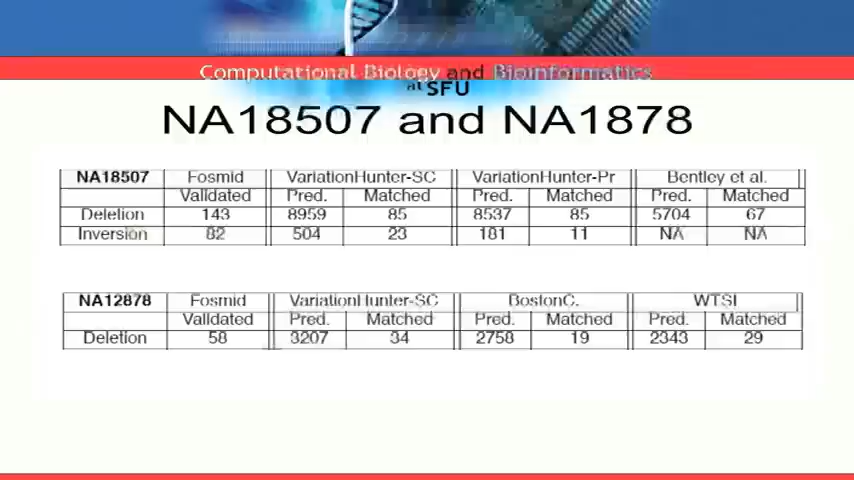 Computational Biology and Bioinformatics
at SFU
NA18507 and NA1878
NA18507 Fosmid VariationHunter-SC VariationHunter-Pr Bentley et al.
Validated Pred. Matched Pred. Matched Pred. Matched
Deletion 143 8959 85 8537 85 5704 67
Inversion 82 504 23 181 11 NA NA
NA12878 Fosmid VariationHunter-SC BostonC. WTSI
Validated Pred. Matched Pred. Matched Pred. Matched
Deletion 58 3207 34 2758 19 2343 29